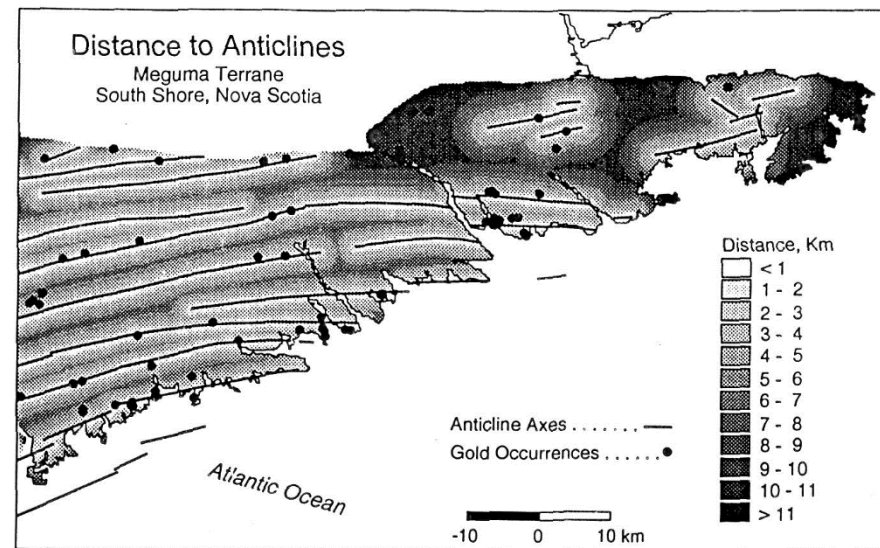 Distance to Anticlines
Meguma Terrane
South Shore, Nova Scotia
Distance, Km
< 1
1 - 2
2 - 3
3 - 4
4 - 5
5 - 6
6 - 7
7 - 8
8 - 9
9 - 10
10 - 11
> 11
Anticline Axes . . . . . .
Gold Occurrences . . . . . .
Atlantic Ocean
-10 0 10 km